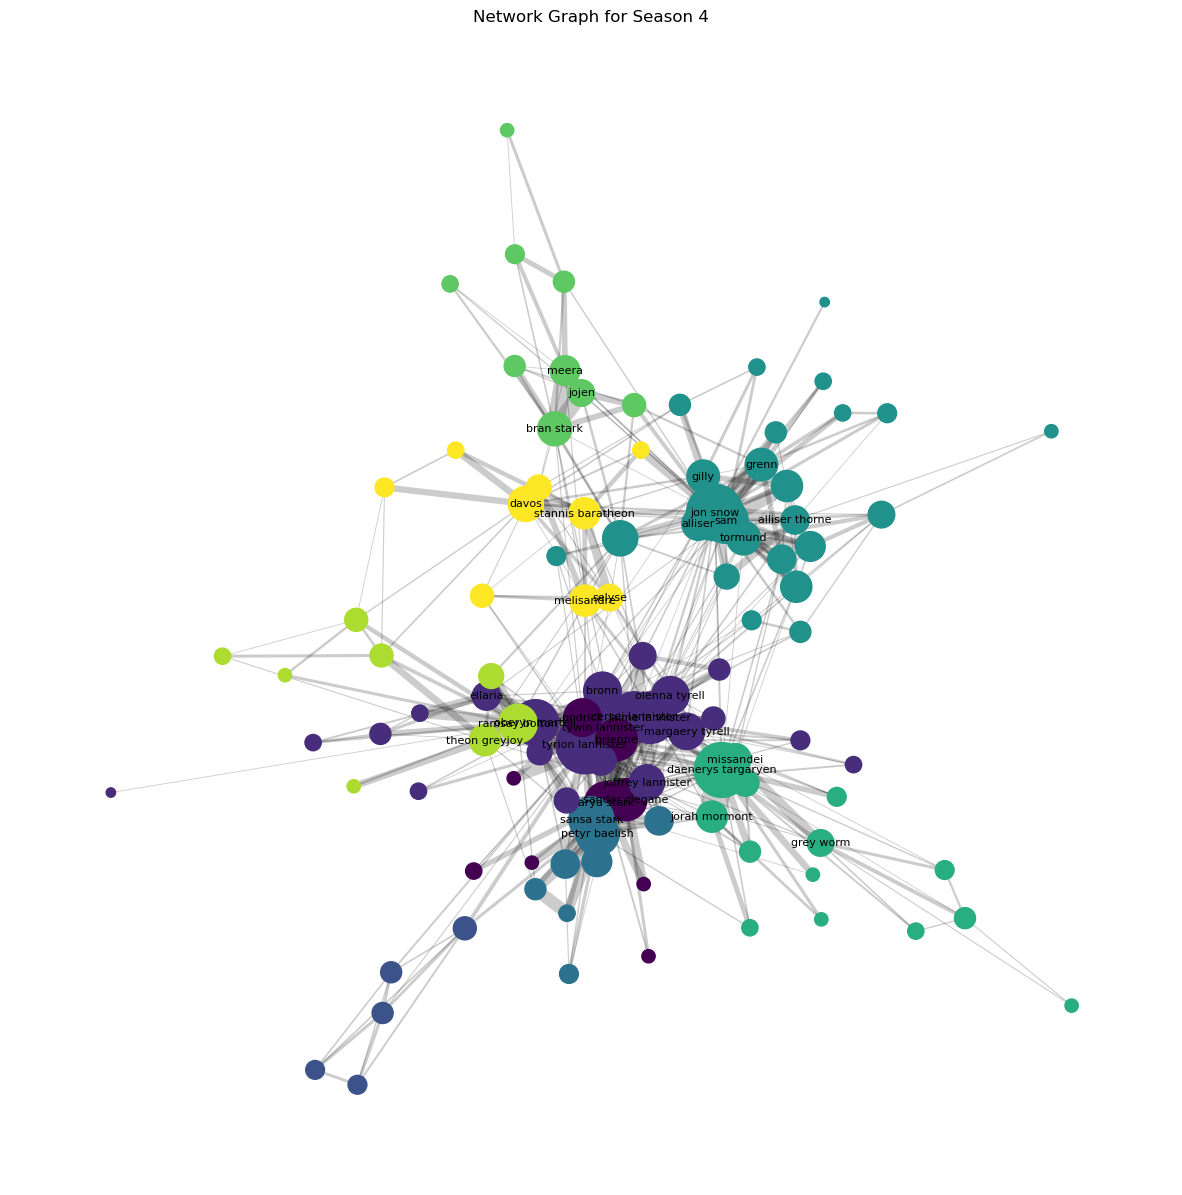 Network Graph for Season 4
meera
jojen
bran stark
gilly
grenn
davos
stannis baratheon
jon snow
sam
alliser
alliser thorne
tormund
melisandre
selyse
ellaria
bronn
olenna tyrell
podrick
cersei lannister
jaime lannister
ramsey bolton
oberyn martell
tywin lannister
margaery tyrell
theon greyjoy
tyrion lannister
brienne
missandei
daenerys targaryen
joffrey lannister
arya stark
sandor clegane
sansa stark
jorah mormont
petyr baelish
grey worm